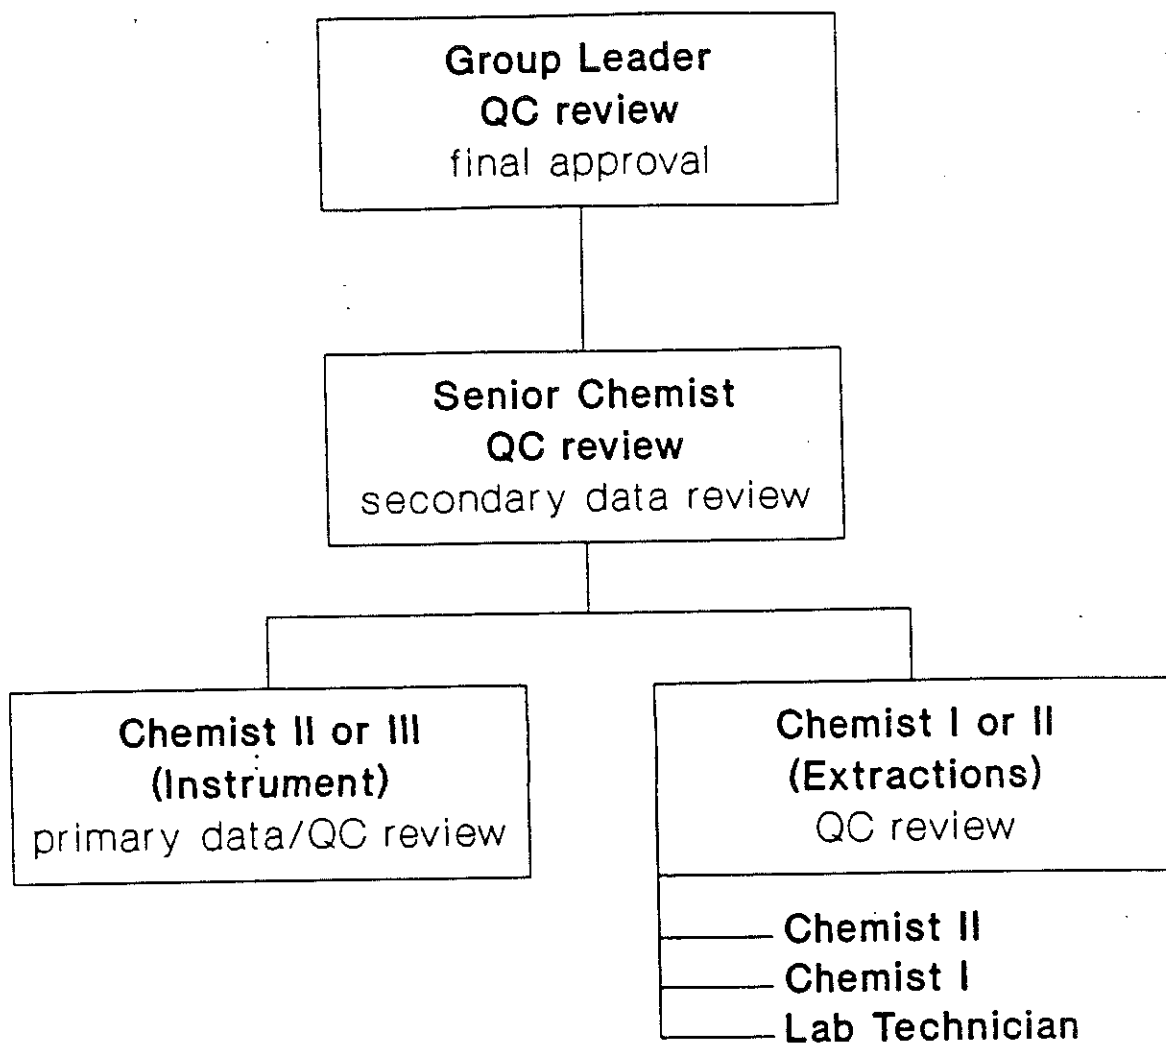 Group Leader
QC review
final approval
Senior Chemist
QC review
secondary data review
Chemist II or III
(Instrument)
primary data/QC review
Chemist I or II
(Extractions)
QC review
Chemist II
Chemist I
Lab Technician